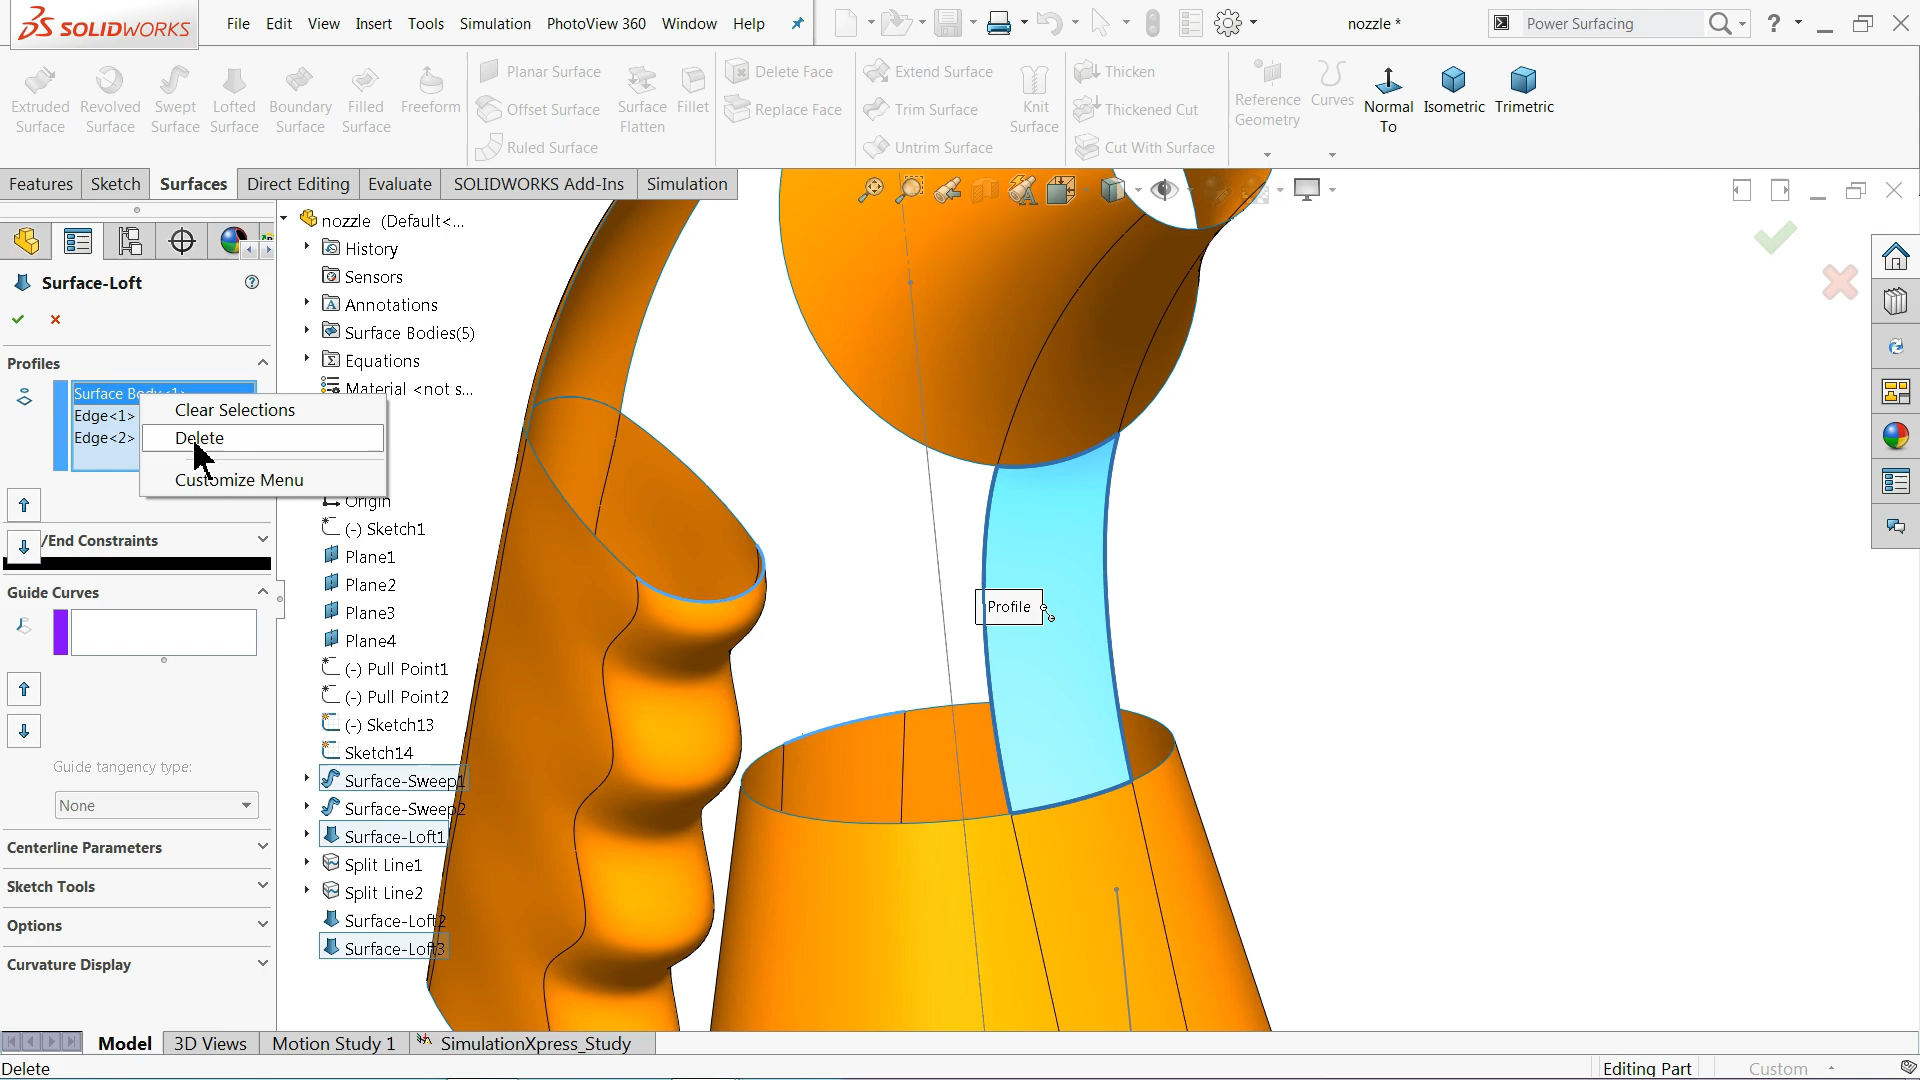 SOLIDWORKS File Edit View Insert Tools Simulation PhotoView 360 Window Help nozzle * Power Surfacing ?
Extruded Surface
Revolved Surface
Swept Surface
Lofted Surface
Boundary Surface
Filled Surface
Freeform
Planar Surface
Offset Surface
Ruled Surface
Surface Flatten
Fillet
Delete Face
Replace Face
Extend Surface
Trim Surface
Untrim Surface
Knit Surface
Thicken
Thickened Cut
Cut With Surface
Reference Geometry
Curves
Normal To
Isometric
Trimetric
Features Sketch Surfaces Direct Editing Evaluate SOLIDWORKS Add-Ins Simulation
Surface-Loft
Profiles
Surface Body<1>
Edge<1>
Edge<2>
Clear Selections
Delete
Customize Menu
/End Constraints
Guide Curves
Guide tangency type:
None
Centerline Parameters
Sketch Tools
Options
Curvature Display
nozzle (Default<...
History
Sensors
Annotations
Surface Bodies(5)
Equations
Material <not s...
Origin
(-) Sketch1
Plane1
Plane2
Plane3
Plane4
(-) Pull Point1
(-) Pull Point2
(-) Sketch13
Sketch14
Surface-Sweep1
Surface-Sweep2
Surface-Loft1
Split Line1
Split Line2
Surface-Loft2
Surface-Loft3
Profile
Model 3D Views Motion Study 1 SimulationXpress_Study
Delete Editing Part Custom